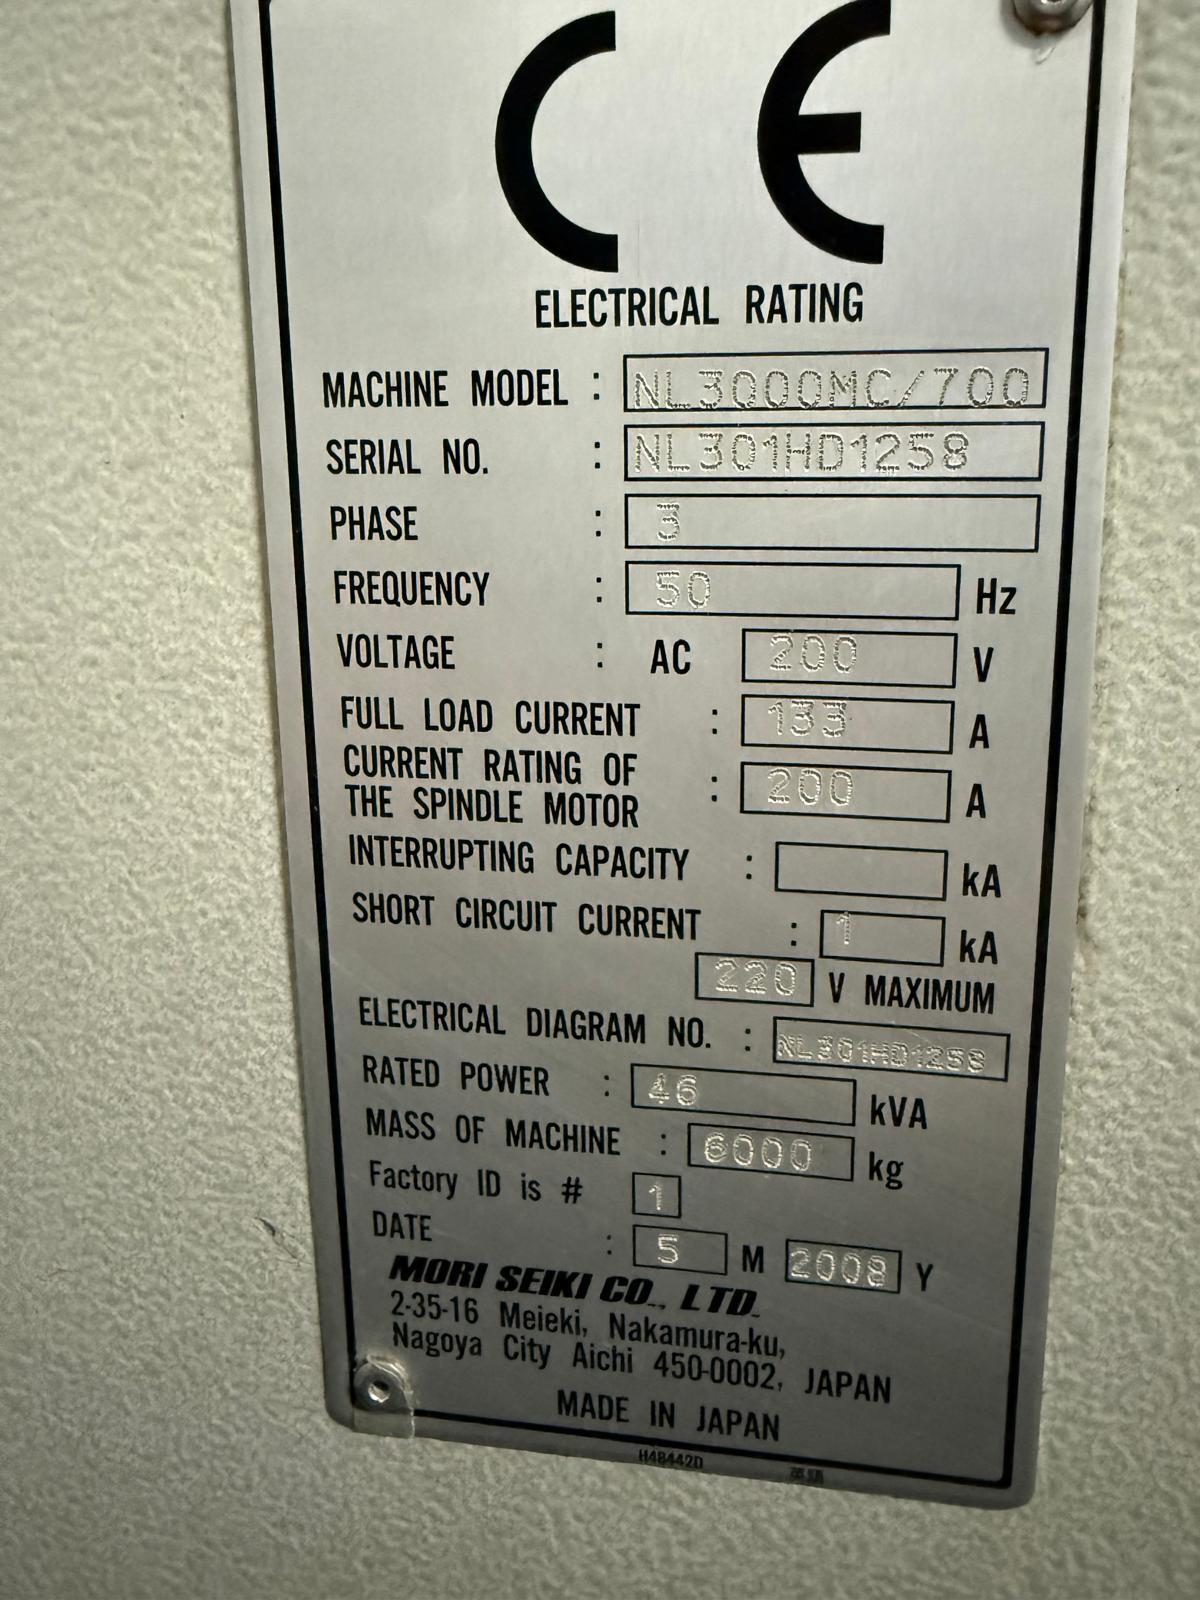 CE
ELECTRICAL RATING
MACHINE MODEL : NL3000MC/700
SERIAL NO. : NL301HD1258
PHASE : 3
FREQUENCY : 50 Hz
VOLTAGE : AC 200 V
FULL LOAD CURRENT : 133 A
CURRENT RATING OF
THE SPINDLE MOTOR : 200 A
INTERRUPTING CAPACITY : kA
SHORT CIRCUIT CURRENT : 1 kA
220 V MAXIMUM
ELECTRICAL DIAGRAM NO. : NL301HD1258
RATED POWER : 46 kVA
MASS OF MACHINE : 6000 kg
Factory ID is # 1
DATE : 5 M 2008 Y
MORI SEIKI CO., LTD.
2-35-16 Meieki, Nakamura-ku,
Nagoya City Aichi 450-0002, JAPAN
MADE IN JAPAN
H48442D